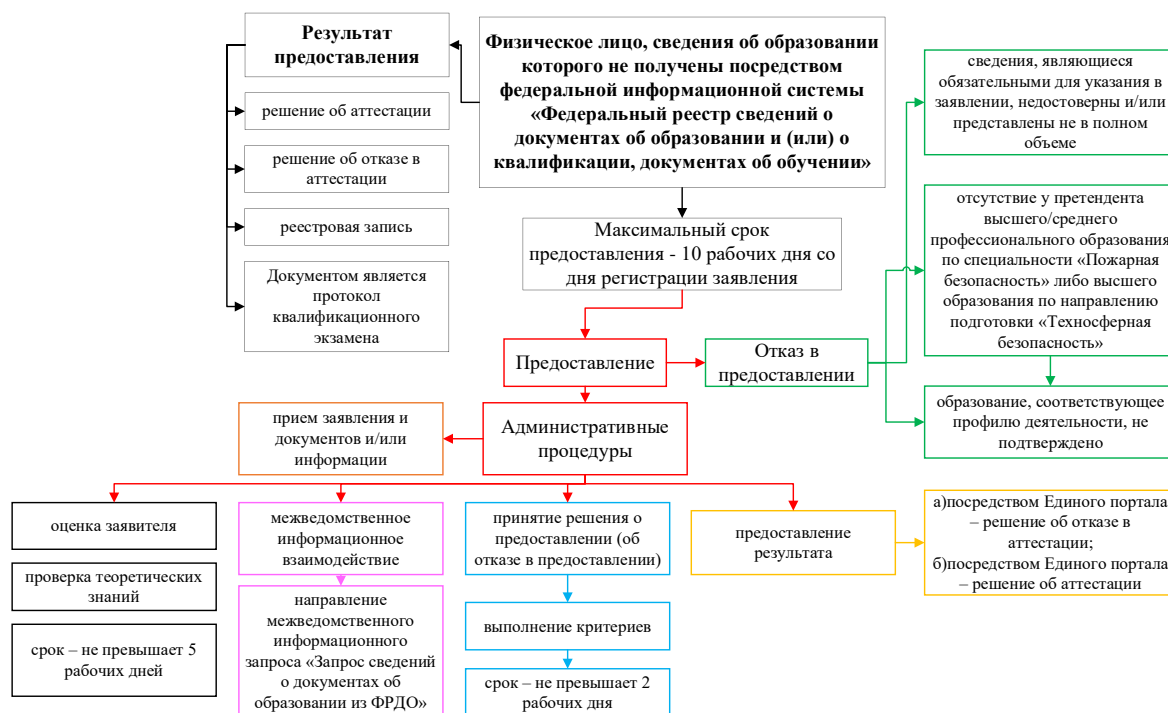 Результат
предоставления
решение об аттестации
решение об отказе в
аттестации
реестровая запись
Документом является
протокол
квалификационного
экзамена
Физическое лицо, сведения об образовании
которого не получены посредством
федеральной информационной системы
«Федеральный реестр сведений о
документах об образовании и (или) о
квалификации, документах об обучении»
Максимальный срок
предоставления - 10 рабочих дня со
дня регистрации заявления
Предоставление
Отказ в
предоставлении
сведения, являющиеся
обязательными для указания в
заявлении, недостоверны и/или
представлены не в полном
объеме
отсутствие у претендента
высшего/среднего
профессионального образования
по специальности «Пожарная
безопасность» либо высшего
образования по направлению
подготовки «Техносферная
безопасность»
образование, соответствующее
профилю деятельности, не
подтверждено
Административные
процедуры
прием заявления и
документов и/или
информации
оценка заявителя
проверка теоретических
знаний
срок – не превышает 5
рабочих дней
межведомственное
информационное
взаимодействие
направление
межведомственного
информационного
запроса «Запрос сведений
о документах об
образовании из ФРДО»
принятие решения о
предоставлении (об
отказе в предоставлении)
выполнение критериев
срок – не превышает 2
рабочих дня
предоставление
результата
а)посредством Единого портала
– решение об отказе в
аттестации;
б)посредством Единого портала
– решение об аттестации